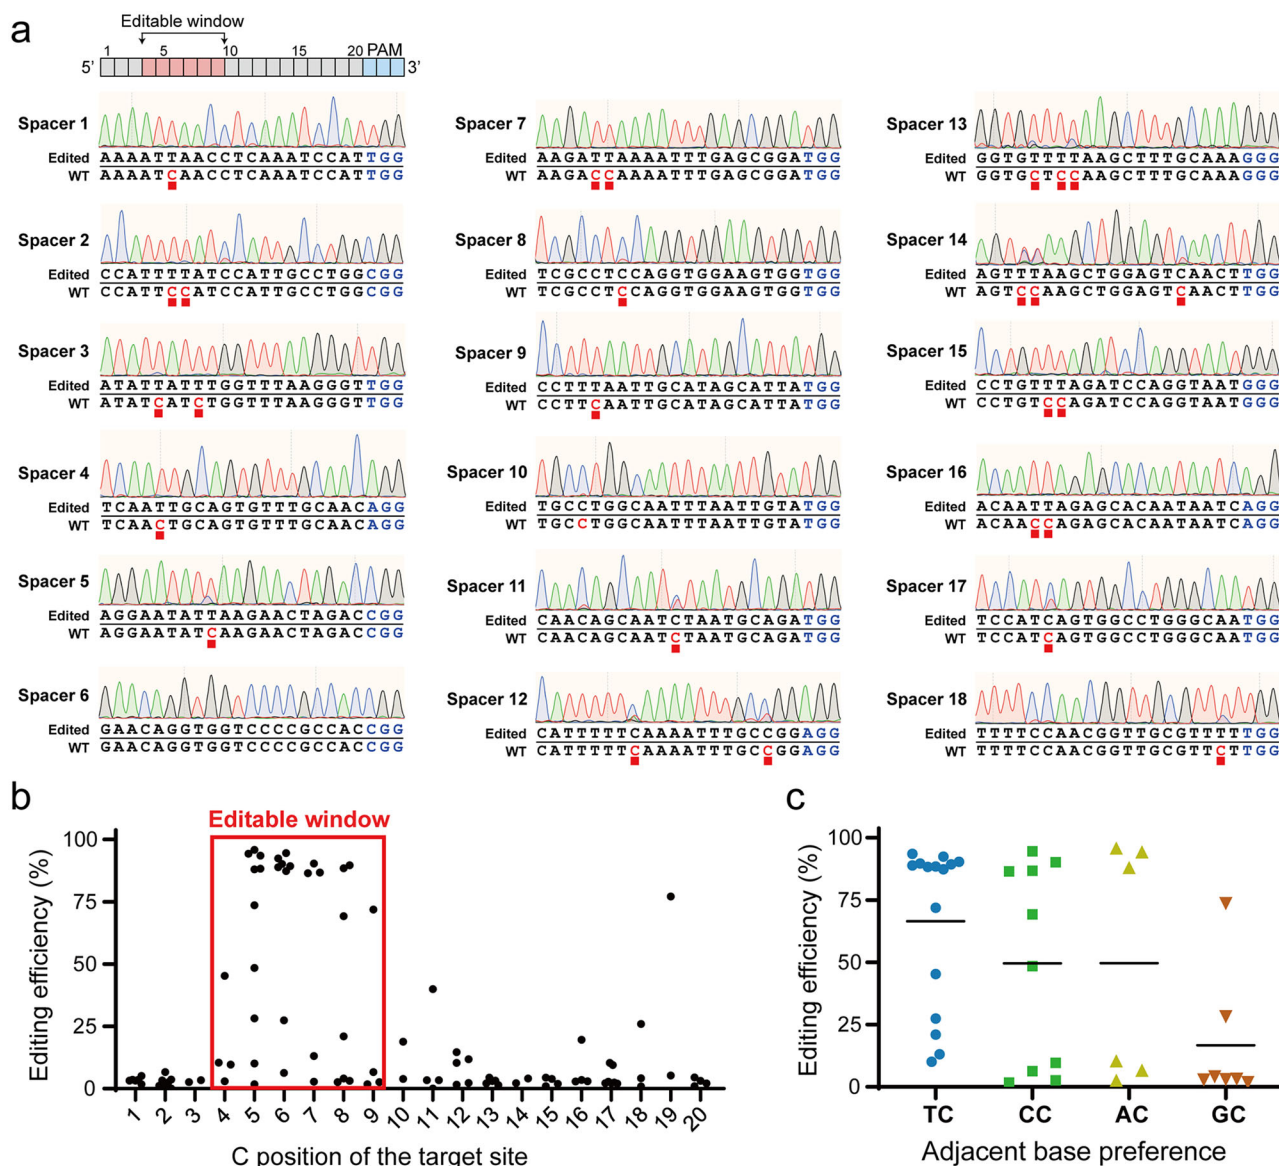 a
Editable window
1 5 10 15 20 PAM
5' 3'
Spacer 1
Edited AAAATTAACCTCAAATCCATTGG
WT AAAATCAACCTCAAATCCATTGG
Spacer 2
Edited CCATTTTATCCATTGCCTGGCGG
WT CCATTCCATCCATTGCCTGGCGG
Spacer 3
Edited ATATTATTTGGTTTAAGGGTTGG
WT ATATCATCTGGTTTAAGGGTTGG
Spacer 4
Edited TCAATTGCAGTGTTTGCAACAGG
WT TCAACTGCAGTGTTTGCAACAGG
Spacer 5
Edited AGGAATATTAAGAACTAGACCGG
WT AGGAATATCAAGAACTAGACCGG
Spacer 6
Edited GAACAGGTGGTCCCCGCCACCGG
WT GAACAGGTGGTCCCCGCCACCGG
Spacer 7
Edited AAGATTAAAATTTGAGCGGATGG
WT AAGACCAAAATTTGAGCGGATGG
Spacer 8
Edited TCGCCTCCAGGTGGAAGTGGTGG
WT TCGCCTCCAGGTGGAAGTGGTGG
Spacer 9
Edited CCTTTAATTGCATAGCATTATGG
WT CCTTCAATTGCATAGCATTATGG
Spacer 10
Edited TGCCTGGCAATTTAATTGTATGG
WT TGCCTGGCAATTTAATTGTATGG
Spacer 11
Edited CAACAGCAATCTAATGCAGATGG
WT CAACAGCAATCTAATGCAGATGG
Spacer 12
Edited CATTTTTCAAAATTTGCCGGAGG
WT CATTTTTCAAAATTTGCCGGAGG
Spacer 13
Edited GGTGTTTTAAGCTTTGCAAAGGG
WT GGTGCTCCAAGCTTTGCAAAGGG
Spacer 14
Edited AGTTTAAGCTGGAGTCAACTTGG
WT AGTCCAAGCTGGAGTCAACTTGG
Spacer 15
Edited CCTGTTTAGATCCAGGTAATGGG
WT CCTGTCCAGATCCAGGTAATGGG
Spacer 16
Edited ACAATTAGAGCACAATAATCAGG
WT ACAACCAGAGCACAATAATCAGG
Spacer 17
Edited TCCATCAGTGGCCTGGGCAATGG
WT TCCATCAGTGGCCTGGGCAATGG
Spacer 18
Edited TTTTCCAACGGTTGCGTTTTTGG
WT TTTTCCAACGGTTGCGTTCTTGG
b
Editable window
Editing efficiency (%)
100
75
50
25
0
1 2 3 4 5 6 7 8 9 10 11 12 13 14 15 16 17 18 19 20
C position of the target site
c
Editing efficiency (%)
100
75
50
25
0
TC CC AC GC
Adjacent base preference